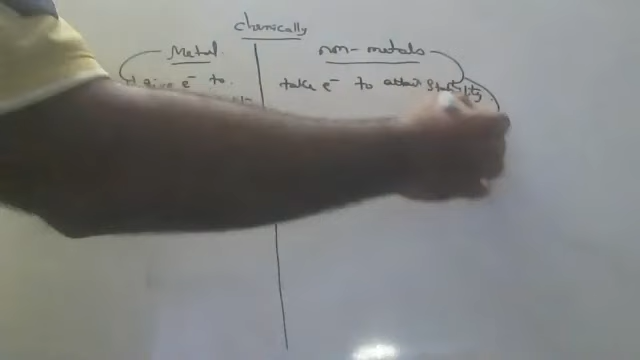 chemically
Metal non-metals
give e⁻ to take e⁻ to attain stability